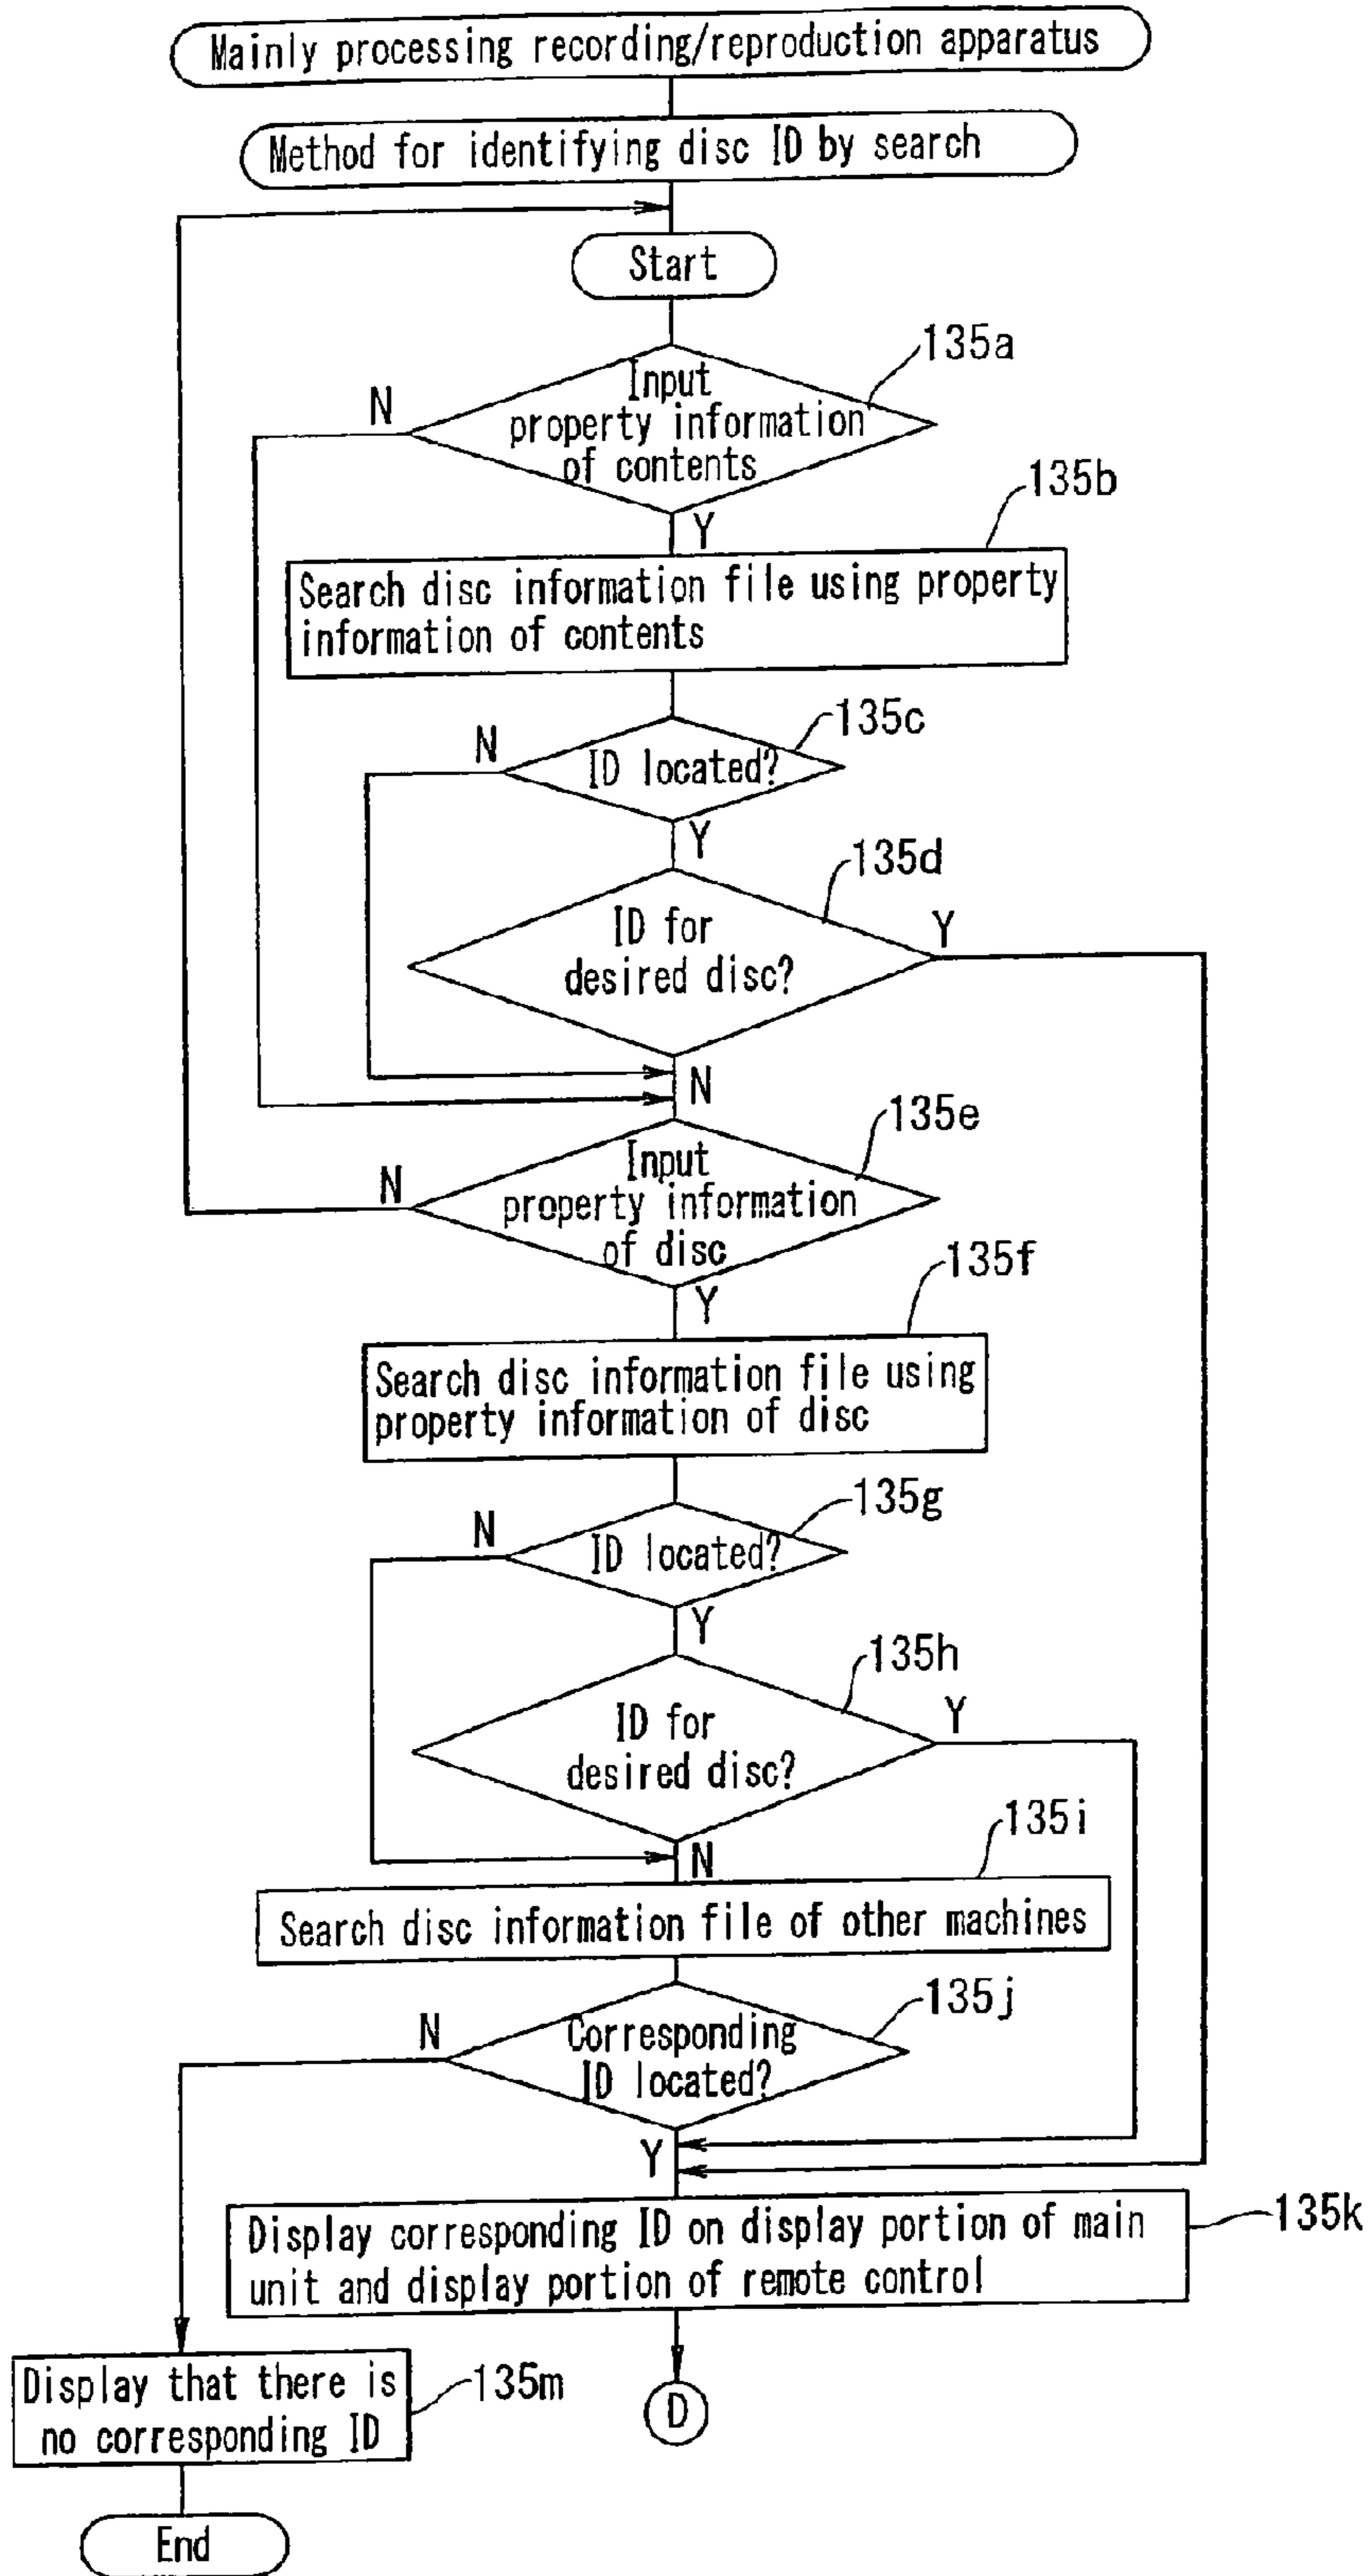 Mainly processing recording/reproduction apparatus
Method for identifying disc ID by search
Start
135a
Input
property information
of contents
N
Y
135b
Search disc information file using property
information of contents
135c
N
ID located?
Y
135d
ID for
desired disc?
Y
N
135e
Input
property information
of disc
N
Y
135f
Search disc information file using
property information of disc
135g
N
ID located?
Y
135h
ID for
desired disc?
Y
N
135i
Search disc information file of other machines
135j
N
Corresponding
ID located?
Y
135k
Display corresponding ID on display portion of main
unit and display portion of remote control
D
135m
Display that there is
no corresponding ID
End